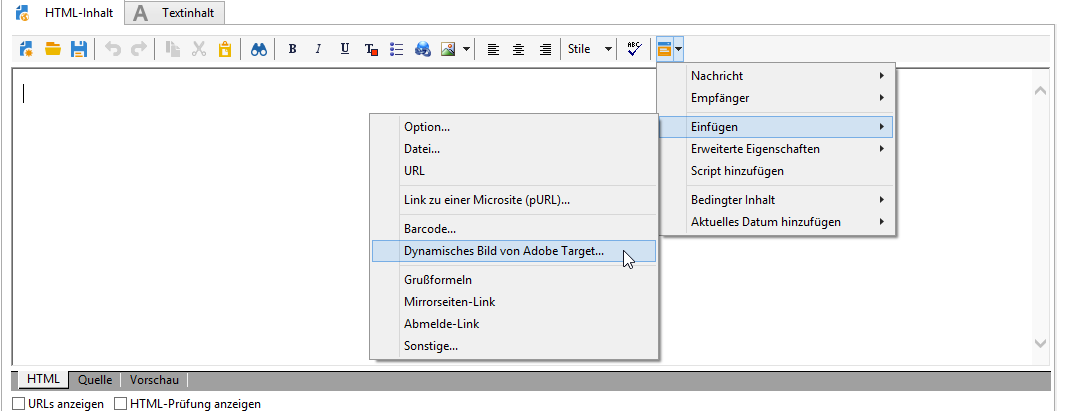 HTML-Inhalt
A Textinhalt
B I U T Stile ABC
Nachricht
Empfänger
Einfügen
Erweiterte Eigenschaften
Script hinzufügen
Bedingter Inhalt
Aktuelles Datum hinzufügen
Option...
Datei...
URL
Link zu einer Microsite (pURL)...
Barcode...
Dynamisches Bild von Adobe Target...
Grußformeln
Mirrorseiten-Link
Abmelde-Link
Sonstige...
HTML Quelle Vorschau
URLs anzeigen HTML-Prüfung anzeigen